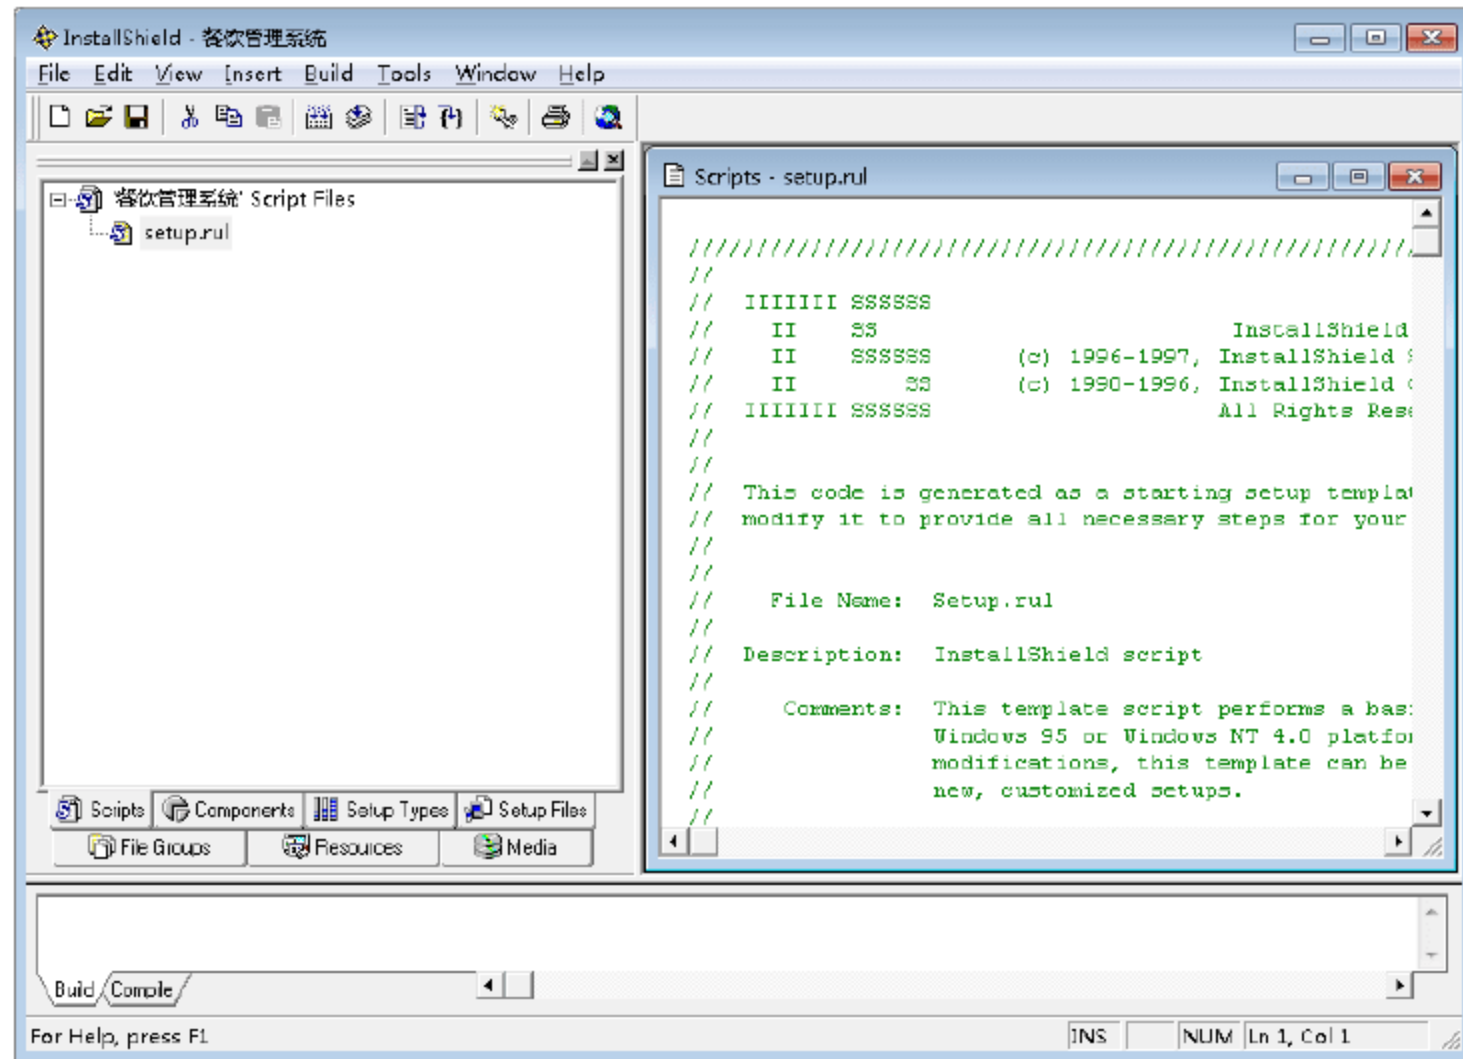 InstallShield - 餐饮管理系统
File Edit View Insert Build Tools Window Help
'餐饮管理系统' Script Files
setup.rul
Scripts Components Setup Types Setup Files
File Groups Resources Media
Scripts - setup.rul
////////////////////////////////////////////////////////
//
// IIIIIII SSSSSS
// II SS InstallShield
// II SSSSSS (c) 1996-1997, InstallShield
// II SS (c) 1990-1996, InstallShield
// IIIIIII SSSSSS All Rights Rese
//
//
// This code is generated as a starting setup templat
// modify it to provide all necessary steps for your
//
//
// File Name: Setup.rul
//
// Description: InstallShield script
//
// Comments: This template script performs a bas
// Windows 95 or Windows NT 4.0 platfor
// modifications, this template can be
// new, customized setups.
//
Build Compile
For Help, press F1
INS NUM Ln 1, Col 1